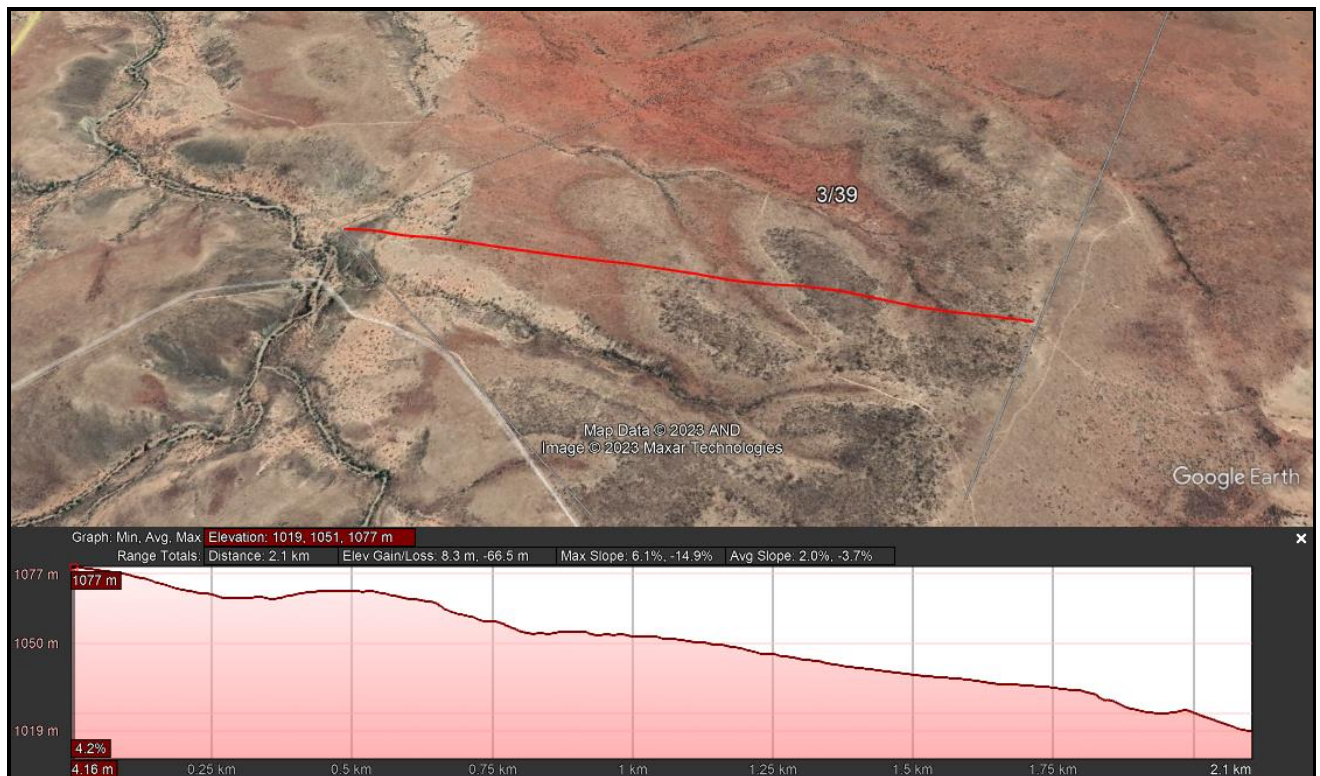 3/39
Map Data © 2023 AND
Image © 2023 Maxar Technologies
Google Earth
Graph: Min, Avg, Max Elevation: 1019, 1051, 1077 m
Range Totals: Distance: 2.1 km Elev Gain/Loss: 8.3 m, -66.5 m Max Slope: 6.1%, -14.9% Avg Slope: 2.0%, -3.7%
1077 m
1077 m
1050 m
1019 m
4.2%
4.16 m 0.25 km 0.5 km 0.75 km 1 km 1.25 km 1.5 km 1.75 km 2.1 km